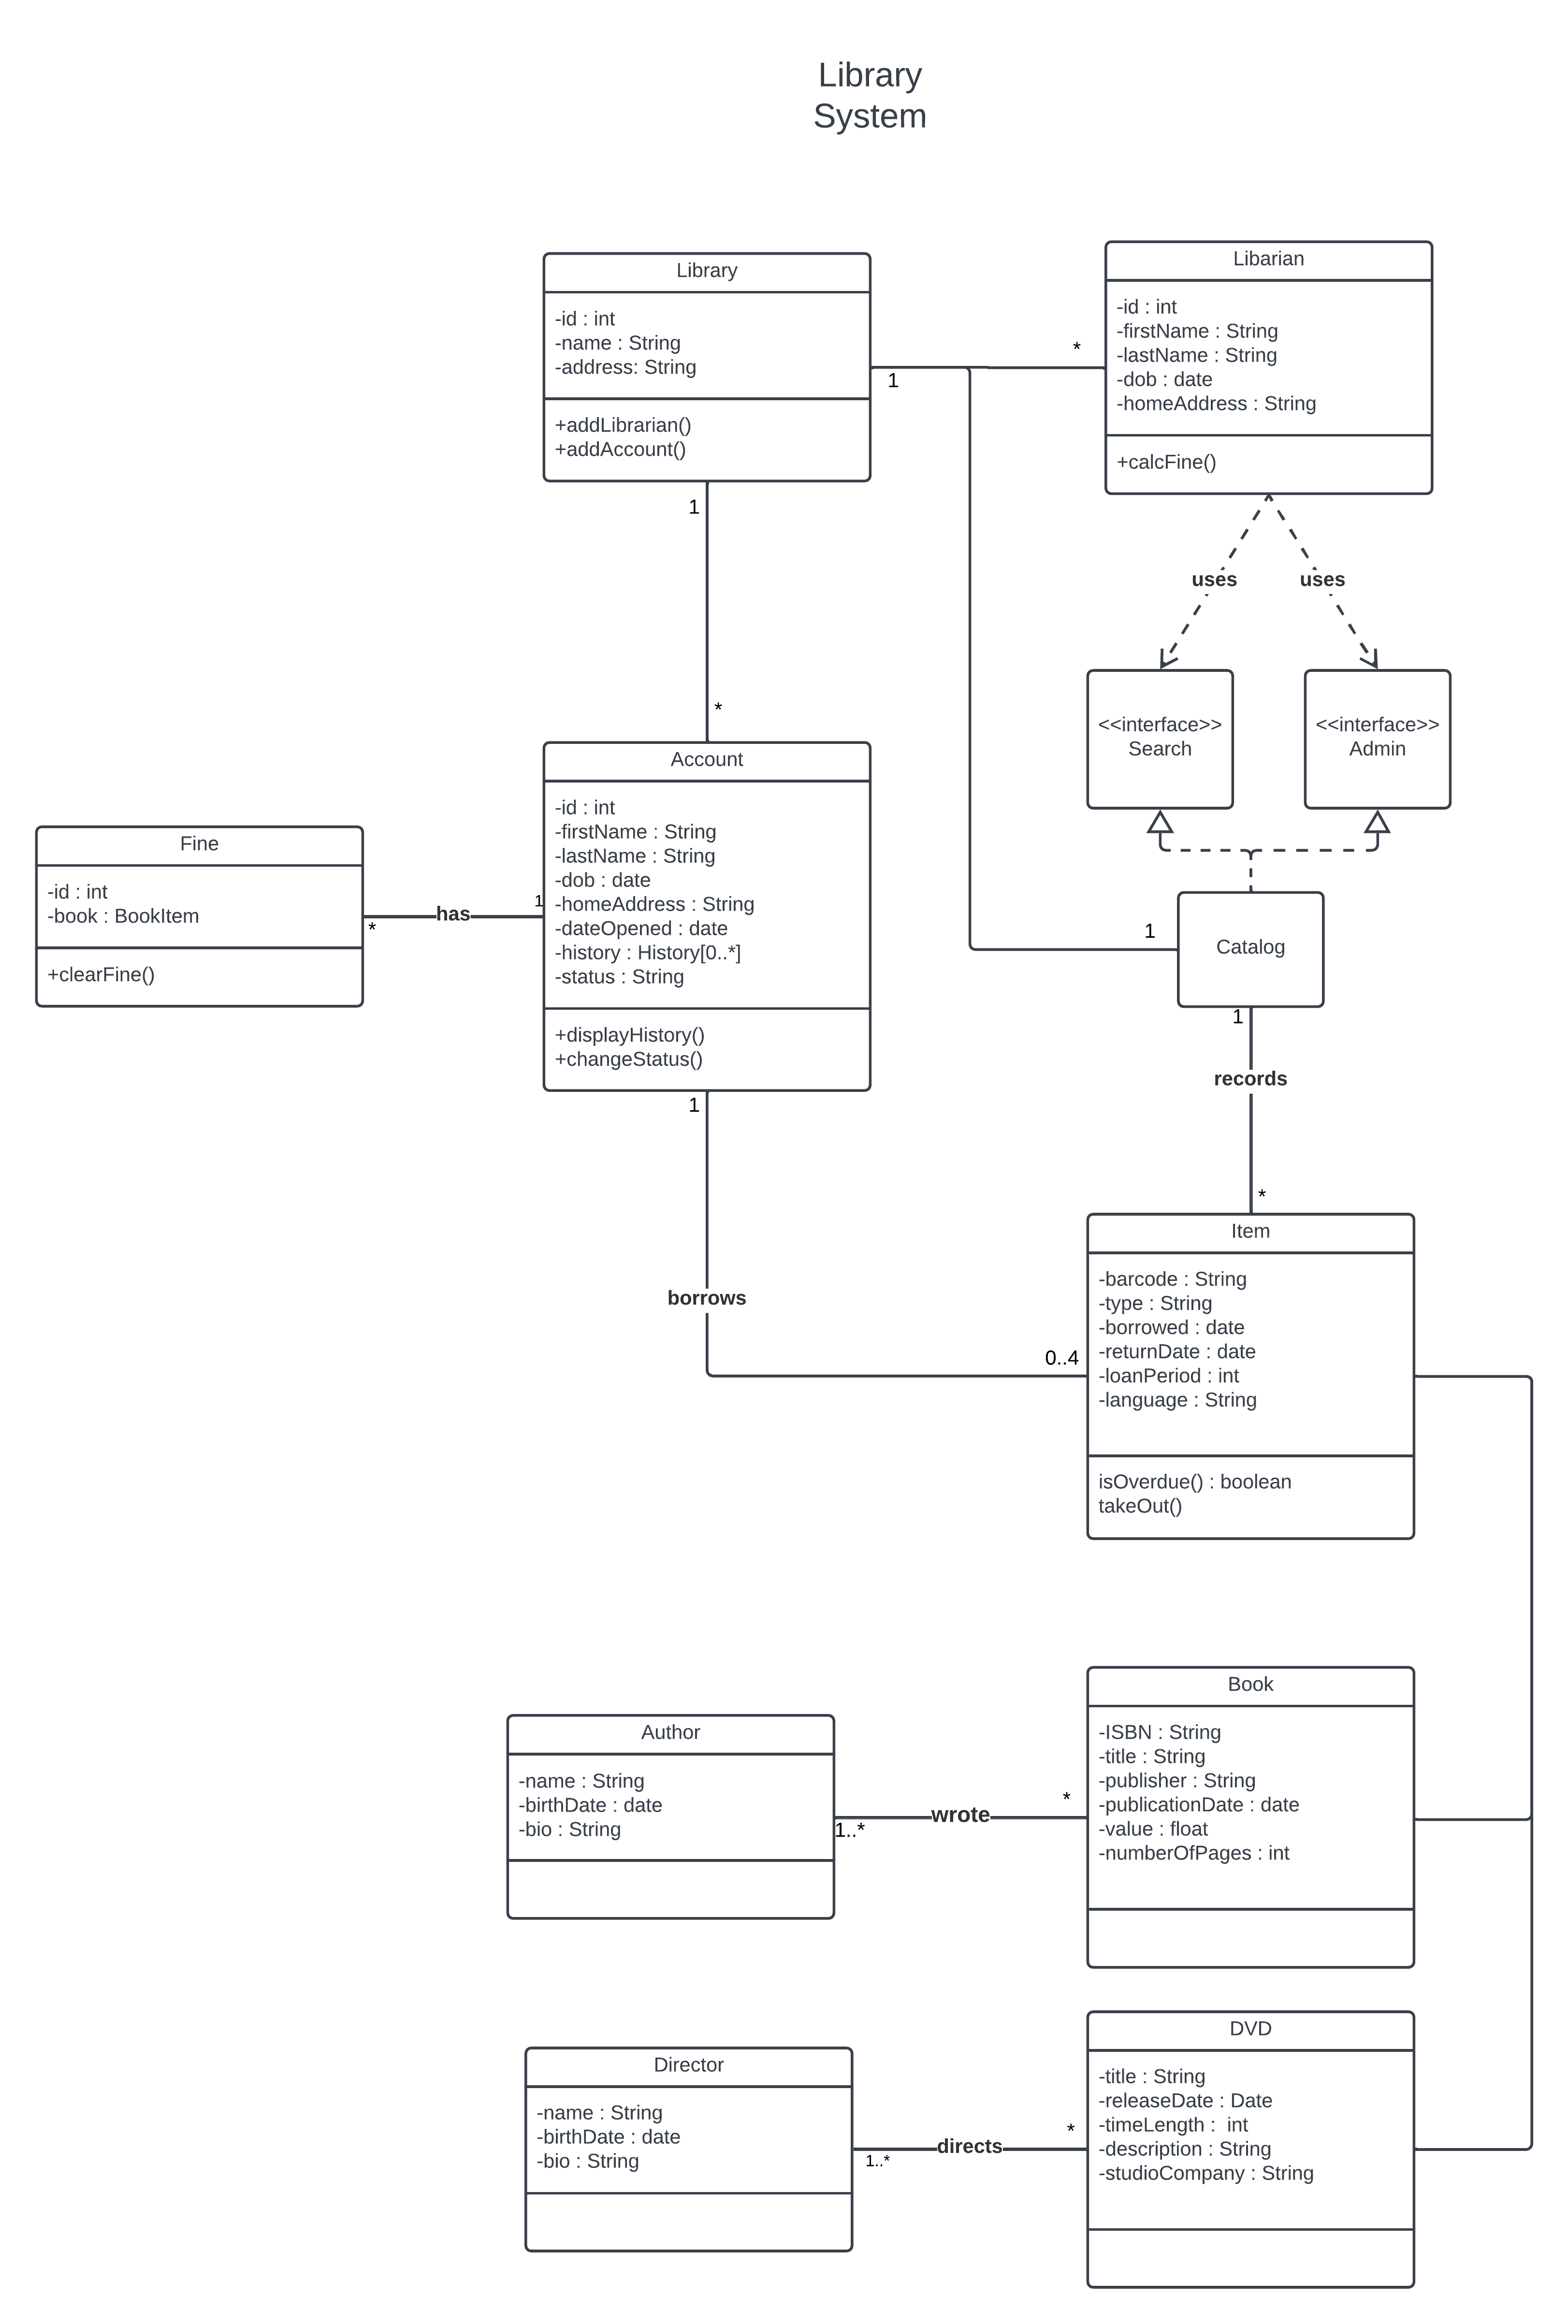 Library
System
Library
-id : int
-name : String
-address: String
+addLibrarian()
+addAccount()
1
*
1
*
Libarian
-id : int
-firstName : String
-lastName : String
-dob : date
-homeAddress : String
+calcFine()
uses
uses
<<interface>>
Search
<<interface>>
Admin
Fine
-id : int
-book : BookItem
+clearFine()
*
has
1
Account
-id : int
-firstName : String
-lastName : String
-dob : date
-homeAddress : String
-dateOpened : date
-history : History[0..*]
-status : String
+displayHistory()
+changeStatus()
1
Catalog
1
records
*
1
borrows
0..4
Item
-barcode : String
-type : String
-borrowed : date
-returnDate : date
-loanPeriod : int
-language : String
isOverdue() : boolean
takeOut()
Author
-name : String
-birthDate : date
-bio : String
1..*
wrote
*
Book
-ISBN : String
-title : String
-publisher : String
-publicationDate : date
-value : float
-numberOfPages : int
Director
-name : String
-birthDate : date
-bio : String
1..*
directs
*
DVD
-title : String
-releaseDate : Date
-timeLength :  int
-description : String
-studioCompany : String